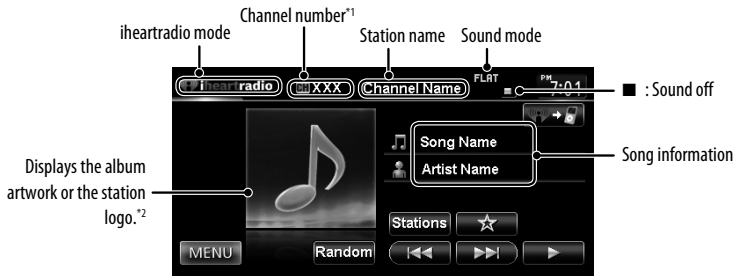 Channel number*1
iheartradio mode
Station name
Sound mode
iheartradio
CH XXX
Channel Name
FLAT
PM 7:01
■ : Sound off
Song Name
Artist Name
Song information
Displays the album
artwork or the station
logo.*2
Stations
MENU
Random